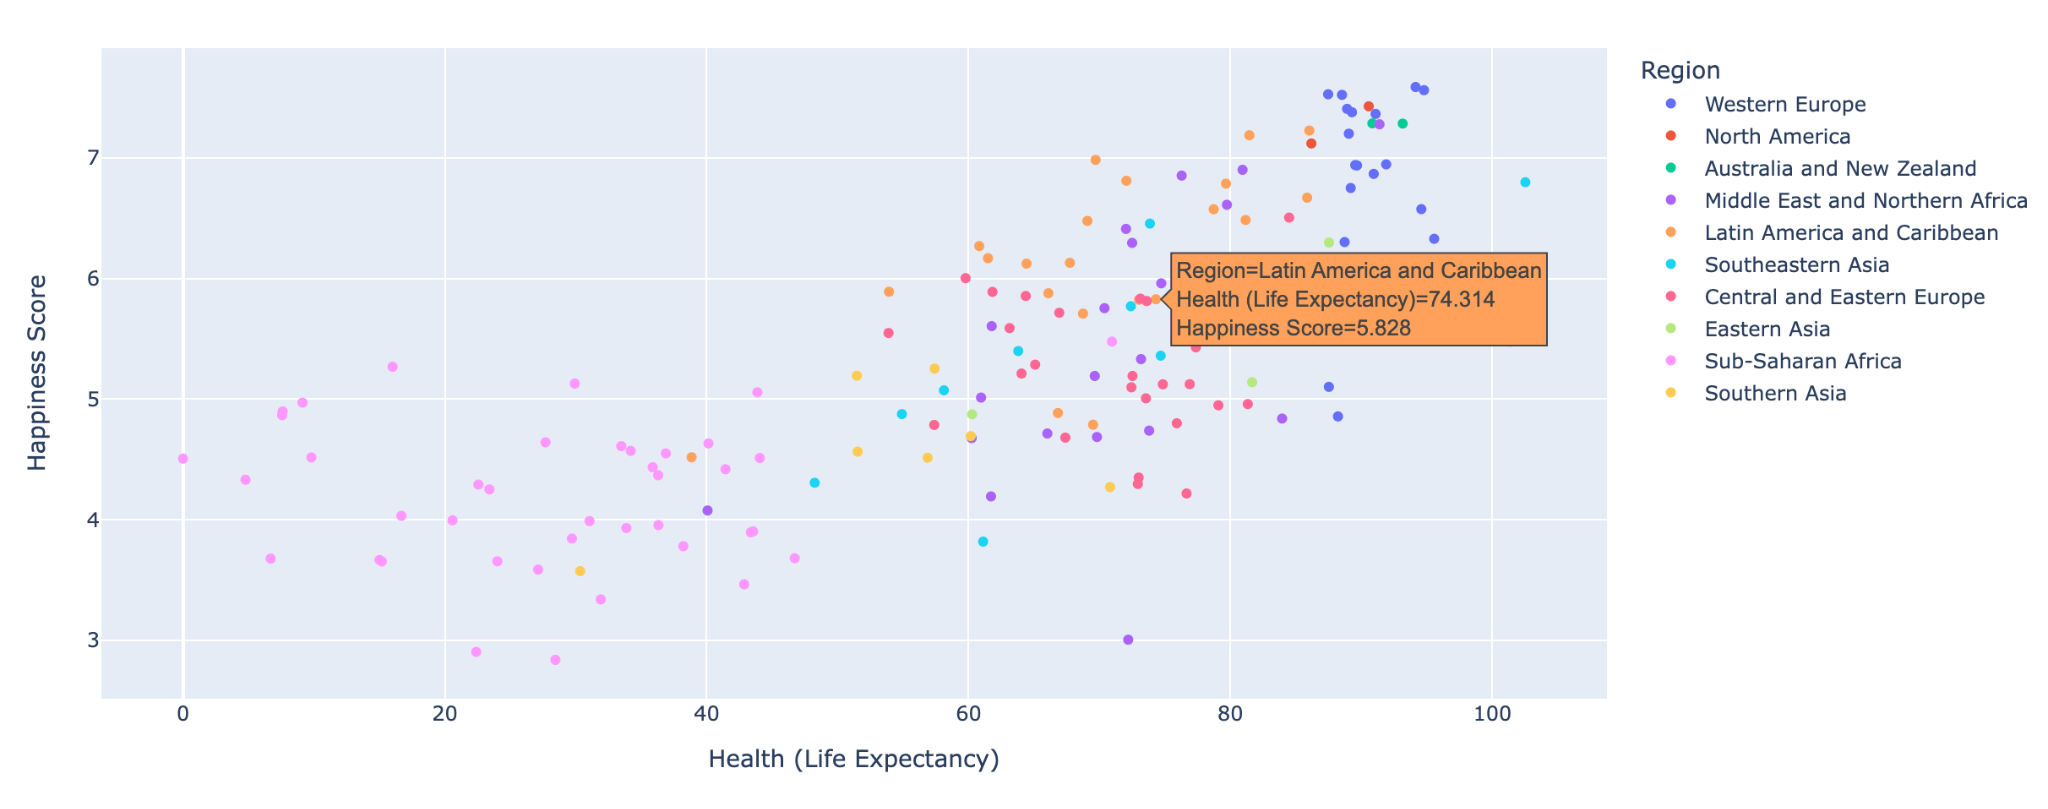 Region
Western Europe
North America
Australia and New Zealand
Middle East and Northern Africa
Latin America and Caribbean
Southeastern Asia
Central and Eastern Europe
Eastern Asia
Sub-Saharan Africa
Southern Asia
Happiness Score
7
6
5
4
3
Region=Latin America and Caribbean
Health (Life Expectancy)=74.314
Happiness Score=5.828
0 20 40 60 80 100
Health (Life Expectancy)